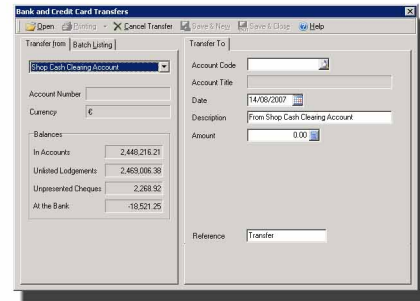 Bank and Credit Card Transfers
Open Printing Cancel Transfer Save & New Save & Close Help
Transfer from Batch Listing
Shop Cash Clearing Account
Account Number
Currency €
Balances
In Accounts 2,448,216.21
Unlisted Lodgements 2,469,006.38
Unpresented Cheques 2,268.92
At the Bank -18,521.25
Transfer To
Account Code
Account Title
Date 14/08/2007
Description From Shop Cash Clearing Account
Amount 0.00
Reference Transfer